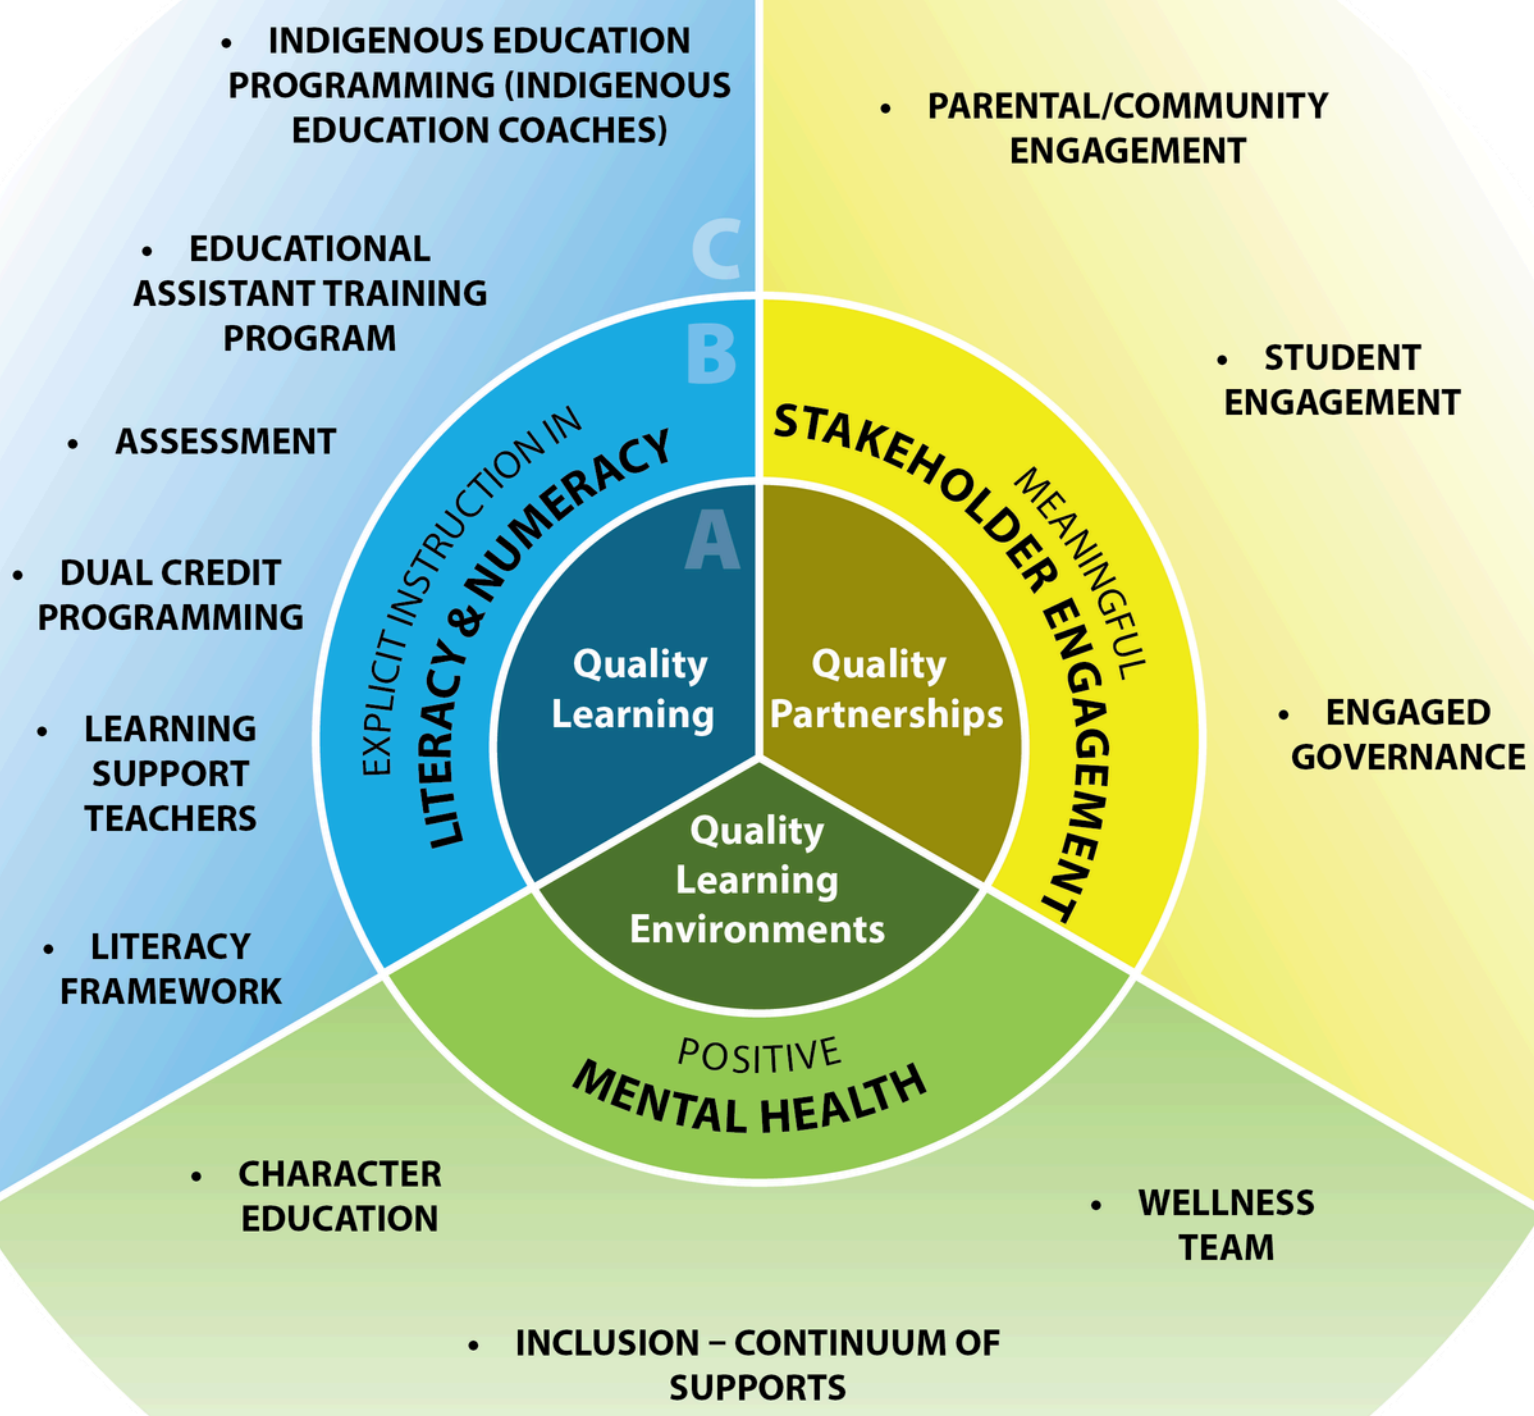 • INDIGENOUS EDUCATION
PROGRAMMING (INDIGENOUS
EDUCATION COACHES)
• EDUCATIONAL
ASSISTANT TRAINING
PROGRAM
• ASSESSMENT
• DUAL CREDIT
PROGRAMMING
• LEARNING
SUPPORT
TEACHERS
• LITERACY
FRAMEWORK
C
B
A
EXPLICIT INSTRUCTION IN
LITERACY & NUMERACY
Quality
Learning
• PARENTAL/COMMUNITY
ENGAGEMENT
• STUDENT
ENGAGEMENT
• ENGAGED
GOVERNANCE
MEANINGFUL
STAKEHOLDER ENGAGEMENT
Quality
Partnerships
Quality
Learning
Environments
POSITIVE
MENTAL HEALTH
• CHARACTER
EDUCATION
• WELLNESS
TEAM
• INCLUSION – CONTINUUM OF
SUPPORTS